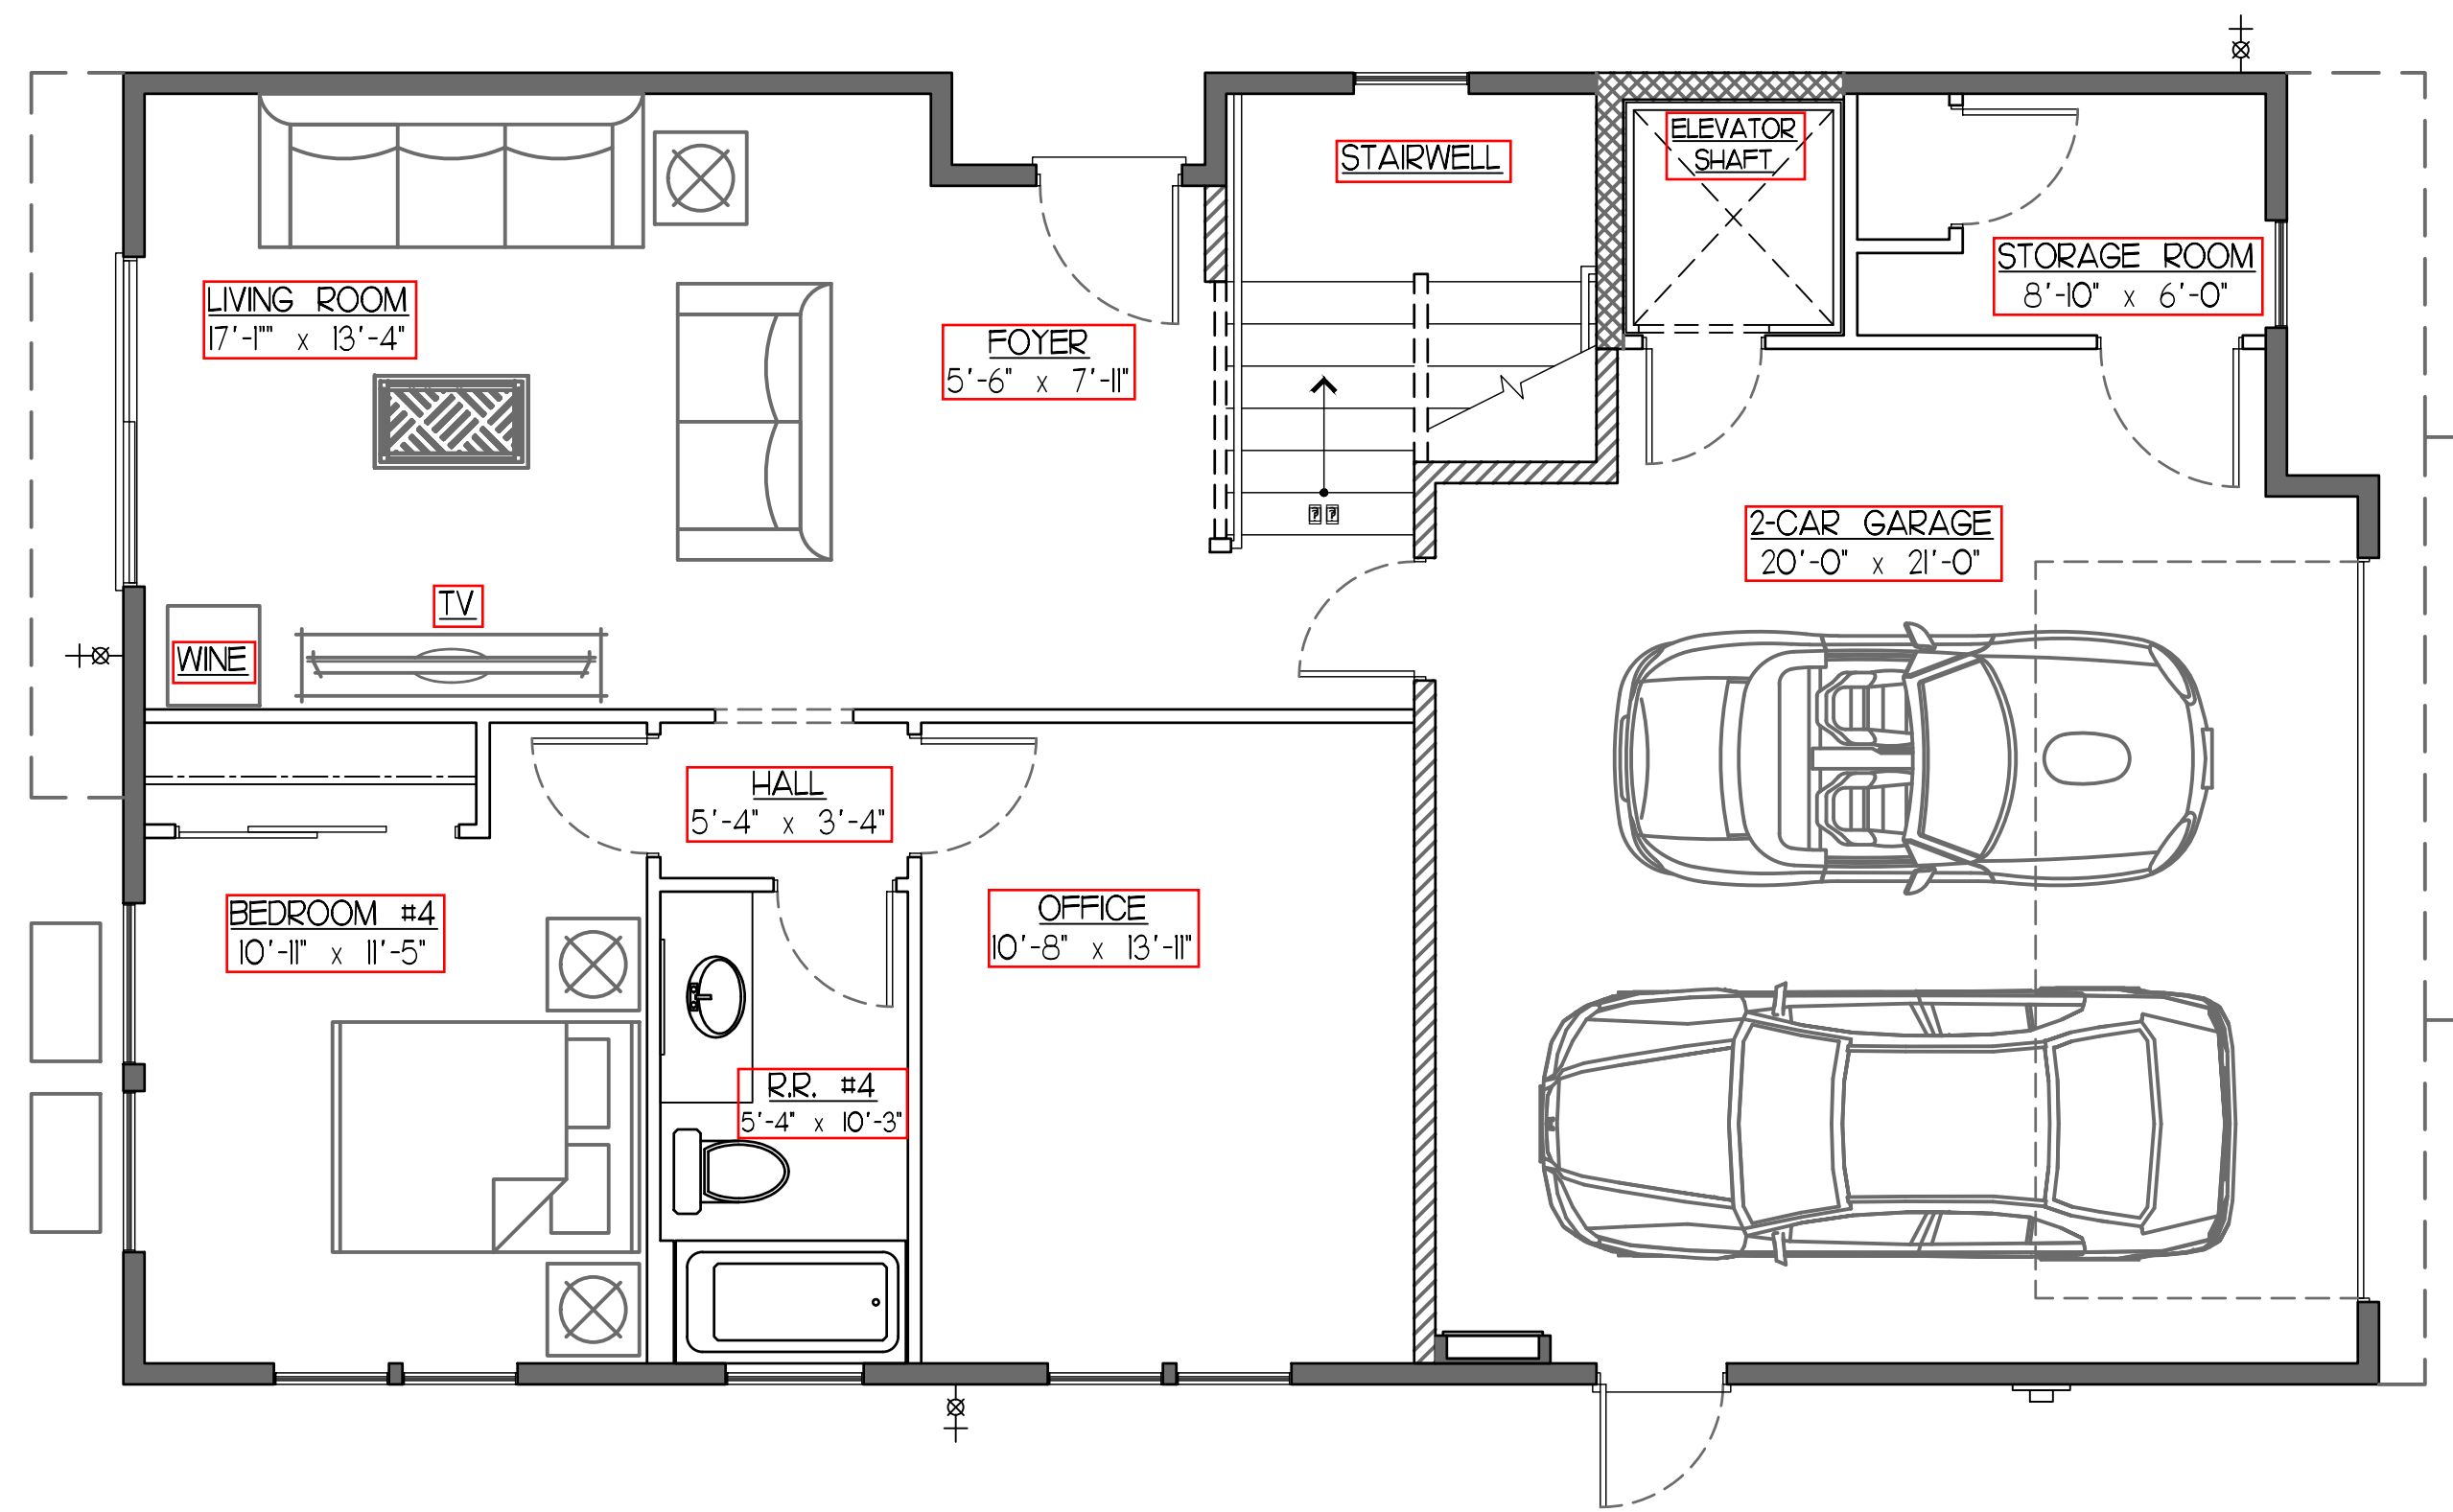 ELEVATOR
SHAFT
STAIRWELL
STORAGE ROOM
8'-10" x 6'-0"
LIVING ROOM
17'-1"" x 13'-4"
FOYER
5'-6" x 7'-11"
2-CAR GARAGE
20'-0" x 21'-0"
TV
WINE
HALL
5'-4" x 3'-4"
BEDROOM #4
10'-11" x 11'-5"
OFFICE
10'-8" x 13'-11"
R.R. #4
5'-4" x 10'-3"